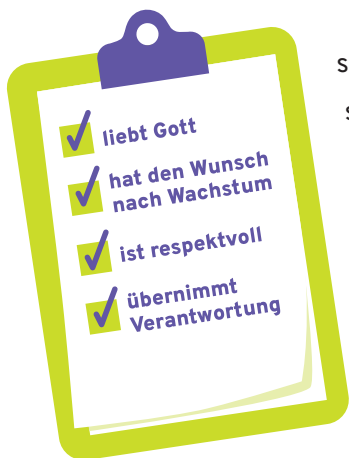 liebt Gott
hat den Wunsch
nach Wachstum
ist respektvoll
übernimmt
Verantwortung